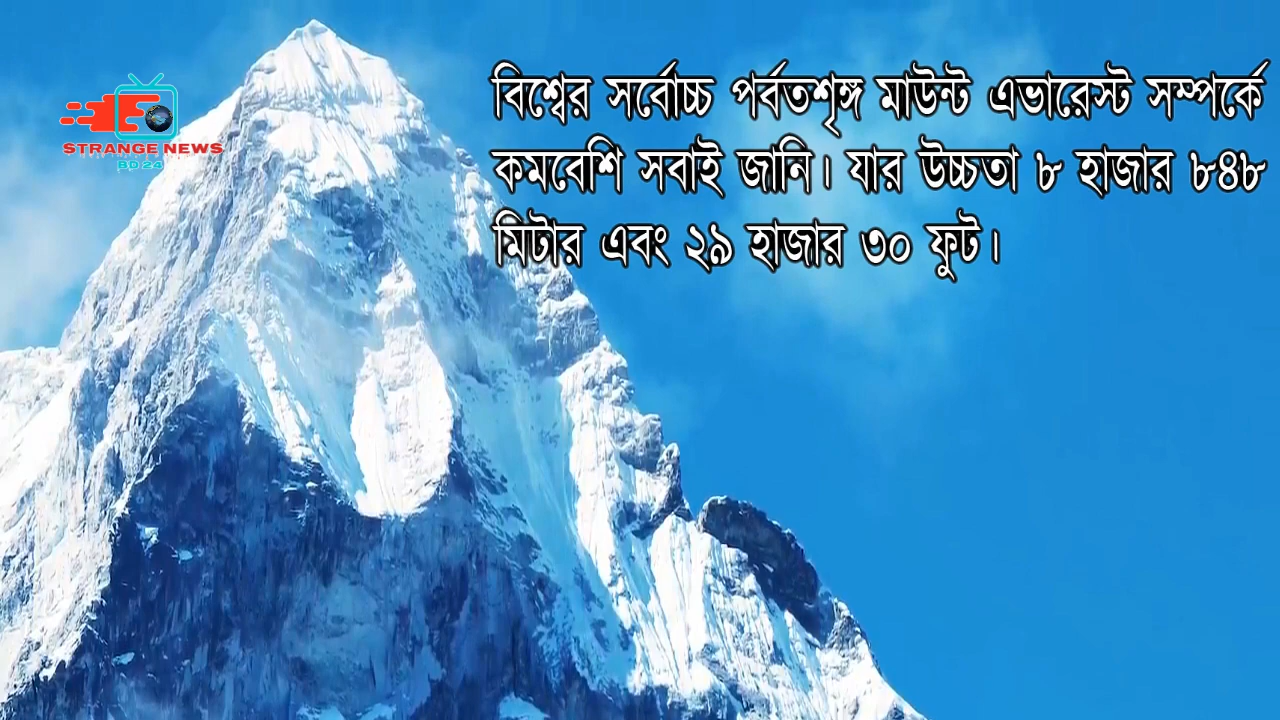 STRANGE NEWS
BD 24
বিশ্বের সর্বোচ্চ পর্বতশৃঙ্গ মাউন্ট এভারেস্ট সম্পর্কে
কমবেশি সবাই জানি। যার উচ্চতা ৮ হাজার ৮৪৮
মিটার এবং ২৯ হাজার ৩০ ফুট।